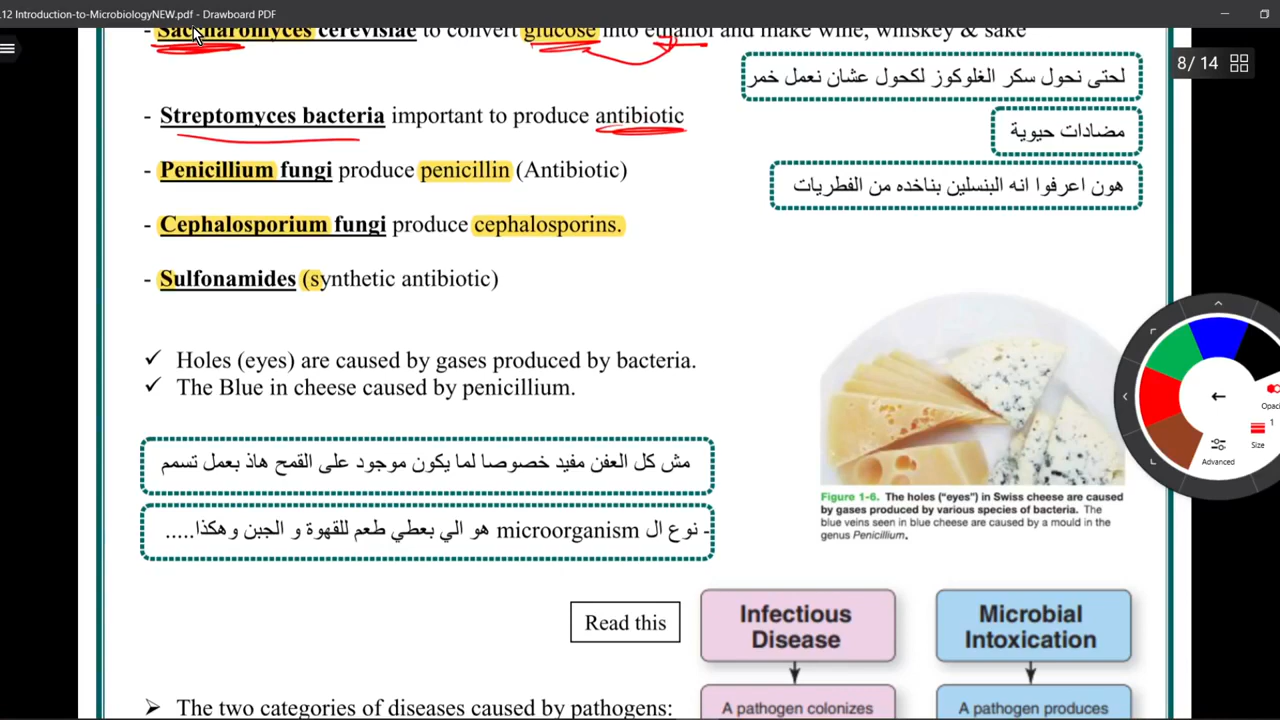 .12 Introduction-to-MicrobiologyNEW.pdf - Drawboard PDF
- Saccharomyces cerevisiae to convert glucose into ethanol and make wine, whiskey & sake
8/ 14
لحتى نحول سكر الغلوكوز لكحول عشان نعمل خمر
- Streptomyces bacteria important to produce antibiotic
مضادات حيوية
- Penicillium fungi produce penicillin (Antibiotic)
هون اعرفوا انه البنسلين بناخده من الفطريات
- Cephalosporium fungi produce cephalosporins.
- Sulfonamides (synthetic antibiotic)
✓ Holes (eyes) are caused by gases produced by bacteria.
✓ The Blue in cheese caused by penicillium.
مش كل العفن مفيد خصوصا لما يكون موجود على القمح هاذ بعمل تسمم
- نوع ال microorganism هو الي بعطي طعم للقهوة و الجبن وهكذا.....
Figure 1-6. The holes (“eyes”) in Swiss cheese are caused
by gases produced by various species of bacteria. The
blue veins seen in blue cheese are caused by a mould in the
genus Penicillium.
Opac
1
Size
Advanced
Read this
Infectious
Disease
Microbial
Intoxication
➢ The two categories of diseases caused by pathogens:
A pathogen colonizes
A pathogen produces